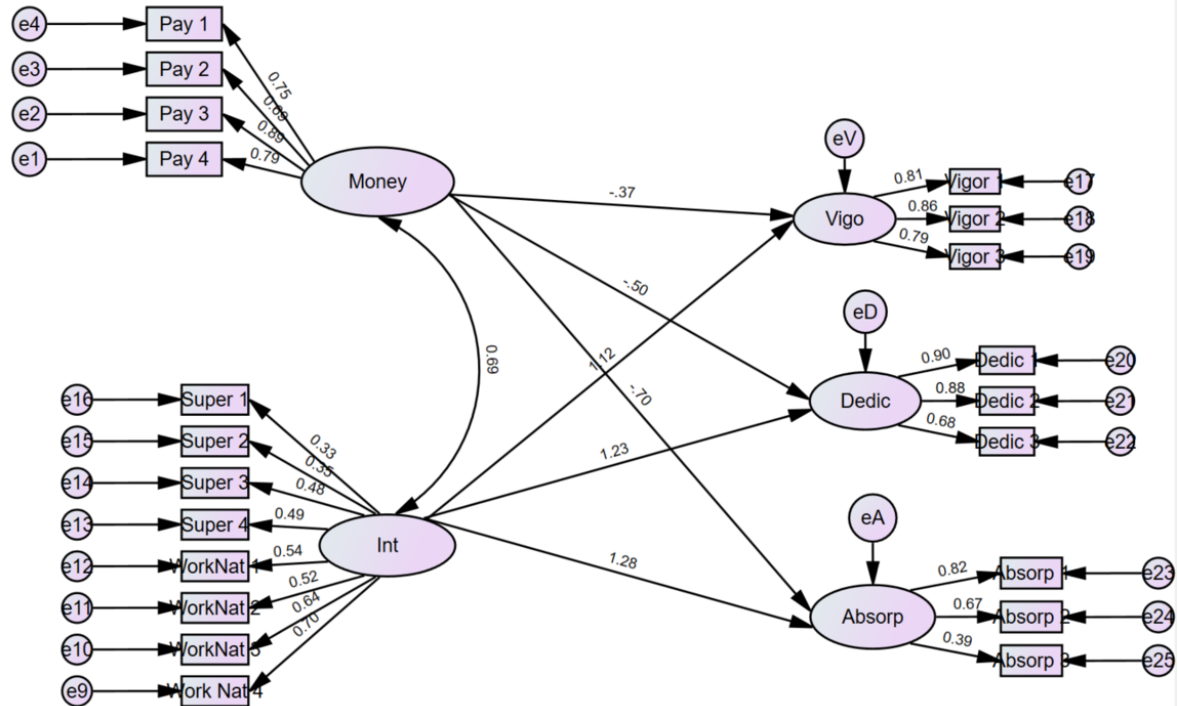 e4 Pay 1
e3 Pay 2
e2 Pay 3
e1 Pay 4
0.75
0.69
0.89
0.79
Money
-.37
-.50
-.70
0.69
eV
Vigo
0.81 Vigor 1 e17
0.86 Vigor 2 e18
0.79 Vigor 3 e19
eD
Dedic
0.90 Dedic 1 e20
0.88 Dedic 2 e21
0.68 Dedic 3 e22
e16 Super 1 0.33
e15 Super 2 0.35
e14 Super 3 0.48
e13 Super 4 0.49
e12 WorkNat 1 0.54
e11 WorkNat 2 0.52
e10 WorkNat 3 0.64
e9 Work Nat 4 0.70
Int
1.12
1.23
1.28
eA
Absorp
0.82 Absorp 1 e23
0.67 Absorp 2 e24
0.39 Absorp 3 e25